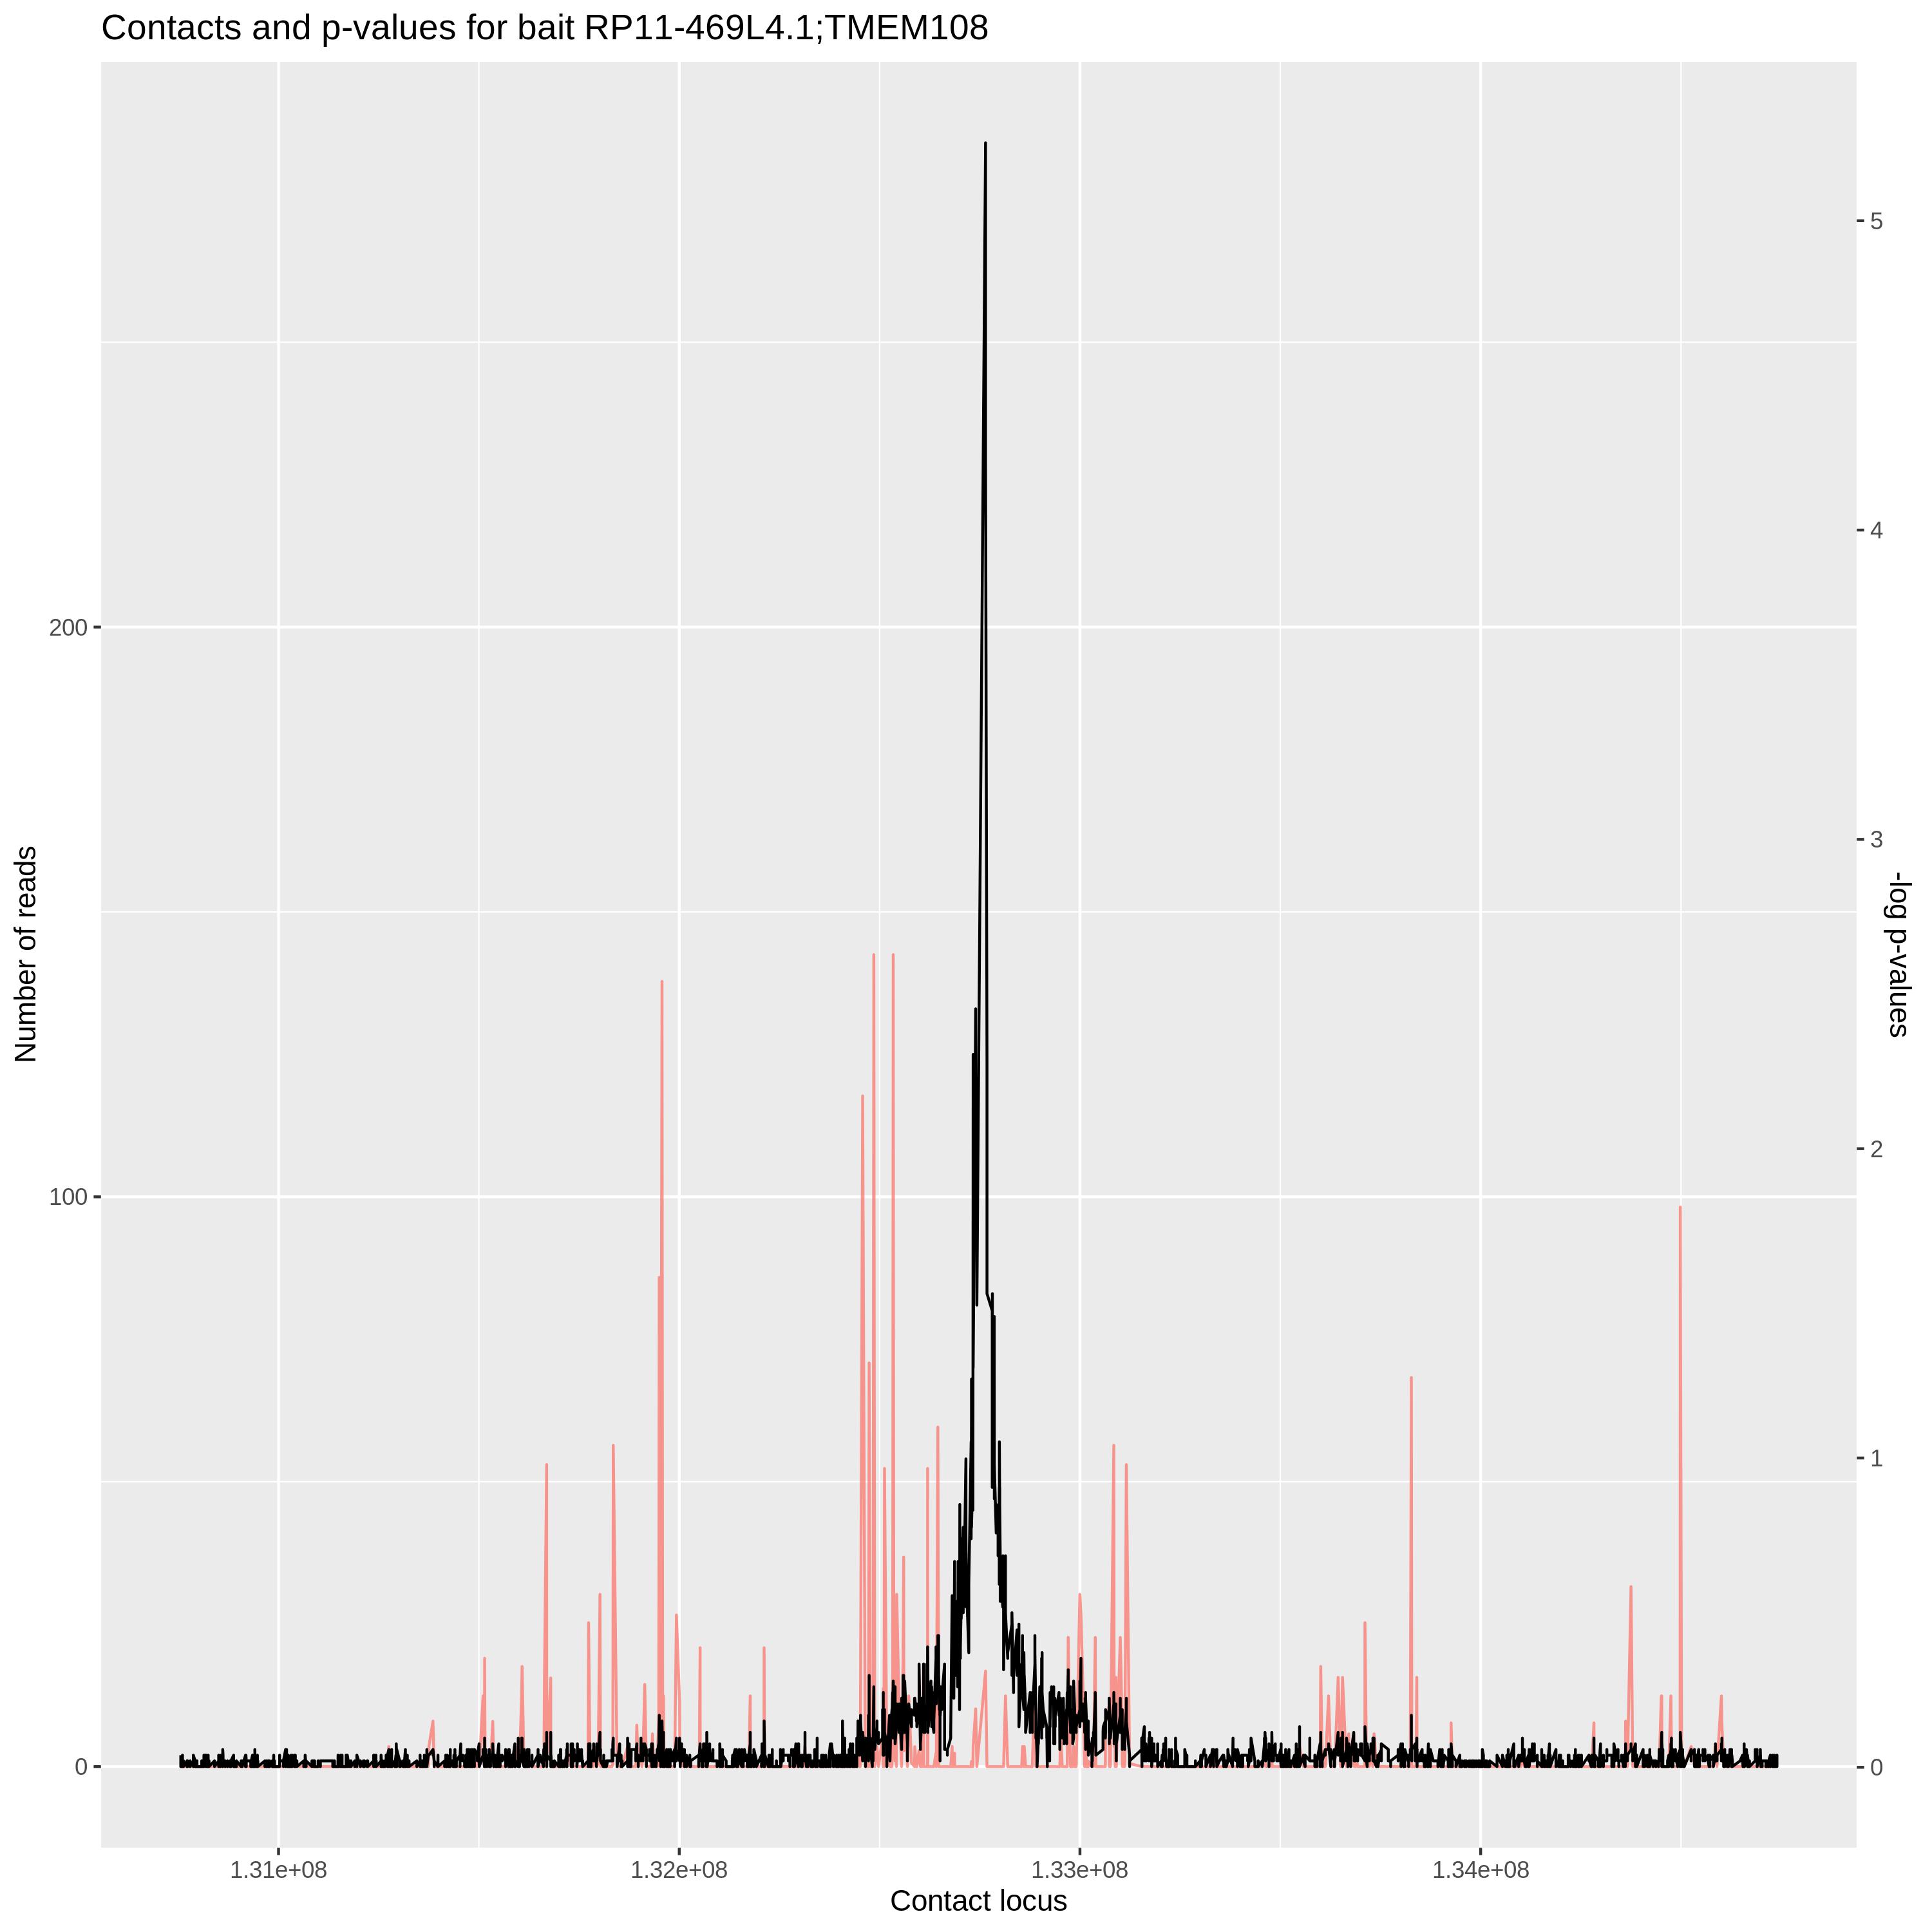 Contacts and p-values for bait RP11-469L4.1;TMEM108
Number of reads
200
100
0
5
4
3
2
1
0
-log p-values
1.31e+08 1.32e+08 1.33e+08 1.34e+08
Contact locus